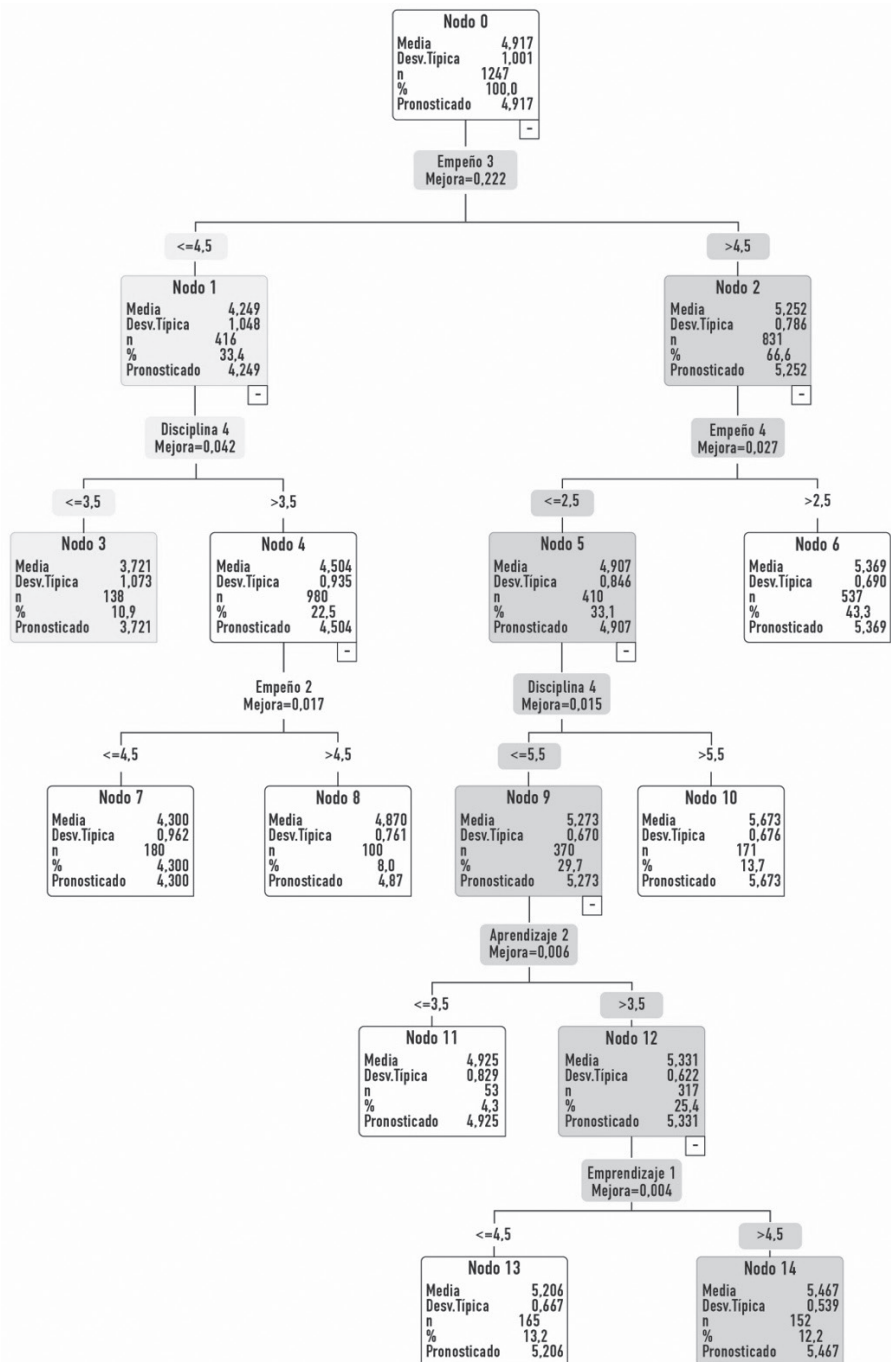 Nodo 0
Media 4,917
Desv.Típica 1,001
n 1247
% 100,0
Pronosticado 4,917
-
Empeño 3
Mejora=0,222
<=4,5
>4,5
Nodo 1
Media 4,249
Desv.Típica 1,048
n 416
% 33,4
Pronosticado 4,249
-
Nodo 2
Media 5,252
Desv.Típica 0,786
n 831
% 66,6
Pronosticado 5,252
-
Disciplina 4
Mejora=0,042
Empeño 4
Mejora=0,027
<=3,5
>3,5
<=2,5
>2,5
Nodo 3
Media 3,721
Desv.Típica 1,073
n 138
% 10,9
Pronosticado 3,721
Nodo 4
Media 4,504
Desv.Típica 0,935
n 980
% 22,5
Pronosticado 4,504
-
Nodo 5
Media 4,907
Desv.Típica 0,846
n 410
% 33,1
Pronosticado 4,907
-
Nodo 6
Media 5,369
Desv.Típica 0,690
n 537
% 43,3
Pronosticado 5,369
Empeño 2
Mejora=0,017
Disciplina 4
Mejora=0,015
<=4,5
>4,5
<=5,5
>5,5
Nodo 7
Media 4,300
Desv.Típica 0,962
n 180
% 4,300
Pronosticado 4,300
Nodo 8
Media 4,870
Desv.Típica 0,761
n 100
% 8,0
Pronosticado 4,87
Nodo 9
Media 5,273
Desv.Típica 0,670
n 370
% 29,7
Pronosticado 5,273
-
Nodo 10
Media 5,673
Desv.Típica 0,676
n 171
% 13,7
Pronosticado 5,673
Aprendizaje 2
Mejora=0,006
<=3,5
>3,5
Nodo 11
Media 4,925
Desv.Típica 0,829
n 53
% 4,3
Pronosticado 4,925
Nodo 12
Media 5,331
Desv.Típica 0,622
n 317
% 25,4
Pronosticado 5,331
-
Emprendizaje 1
Mejora=0,004
<=4,5
>4,5
Nodo 13
Media 5,206
Desv.Típica 0,667
n 165
% 13,2
Pronosticado 5,206
Nodo 14
Media 5,467
Desv.Típica 0,539
n 152
% 12,2
Pronosticado 5,467